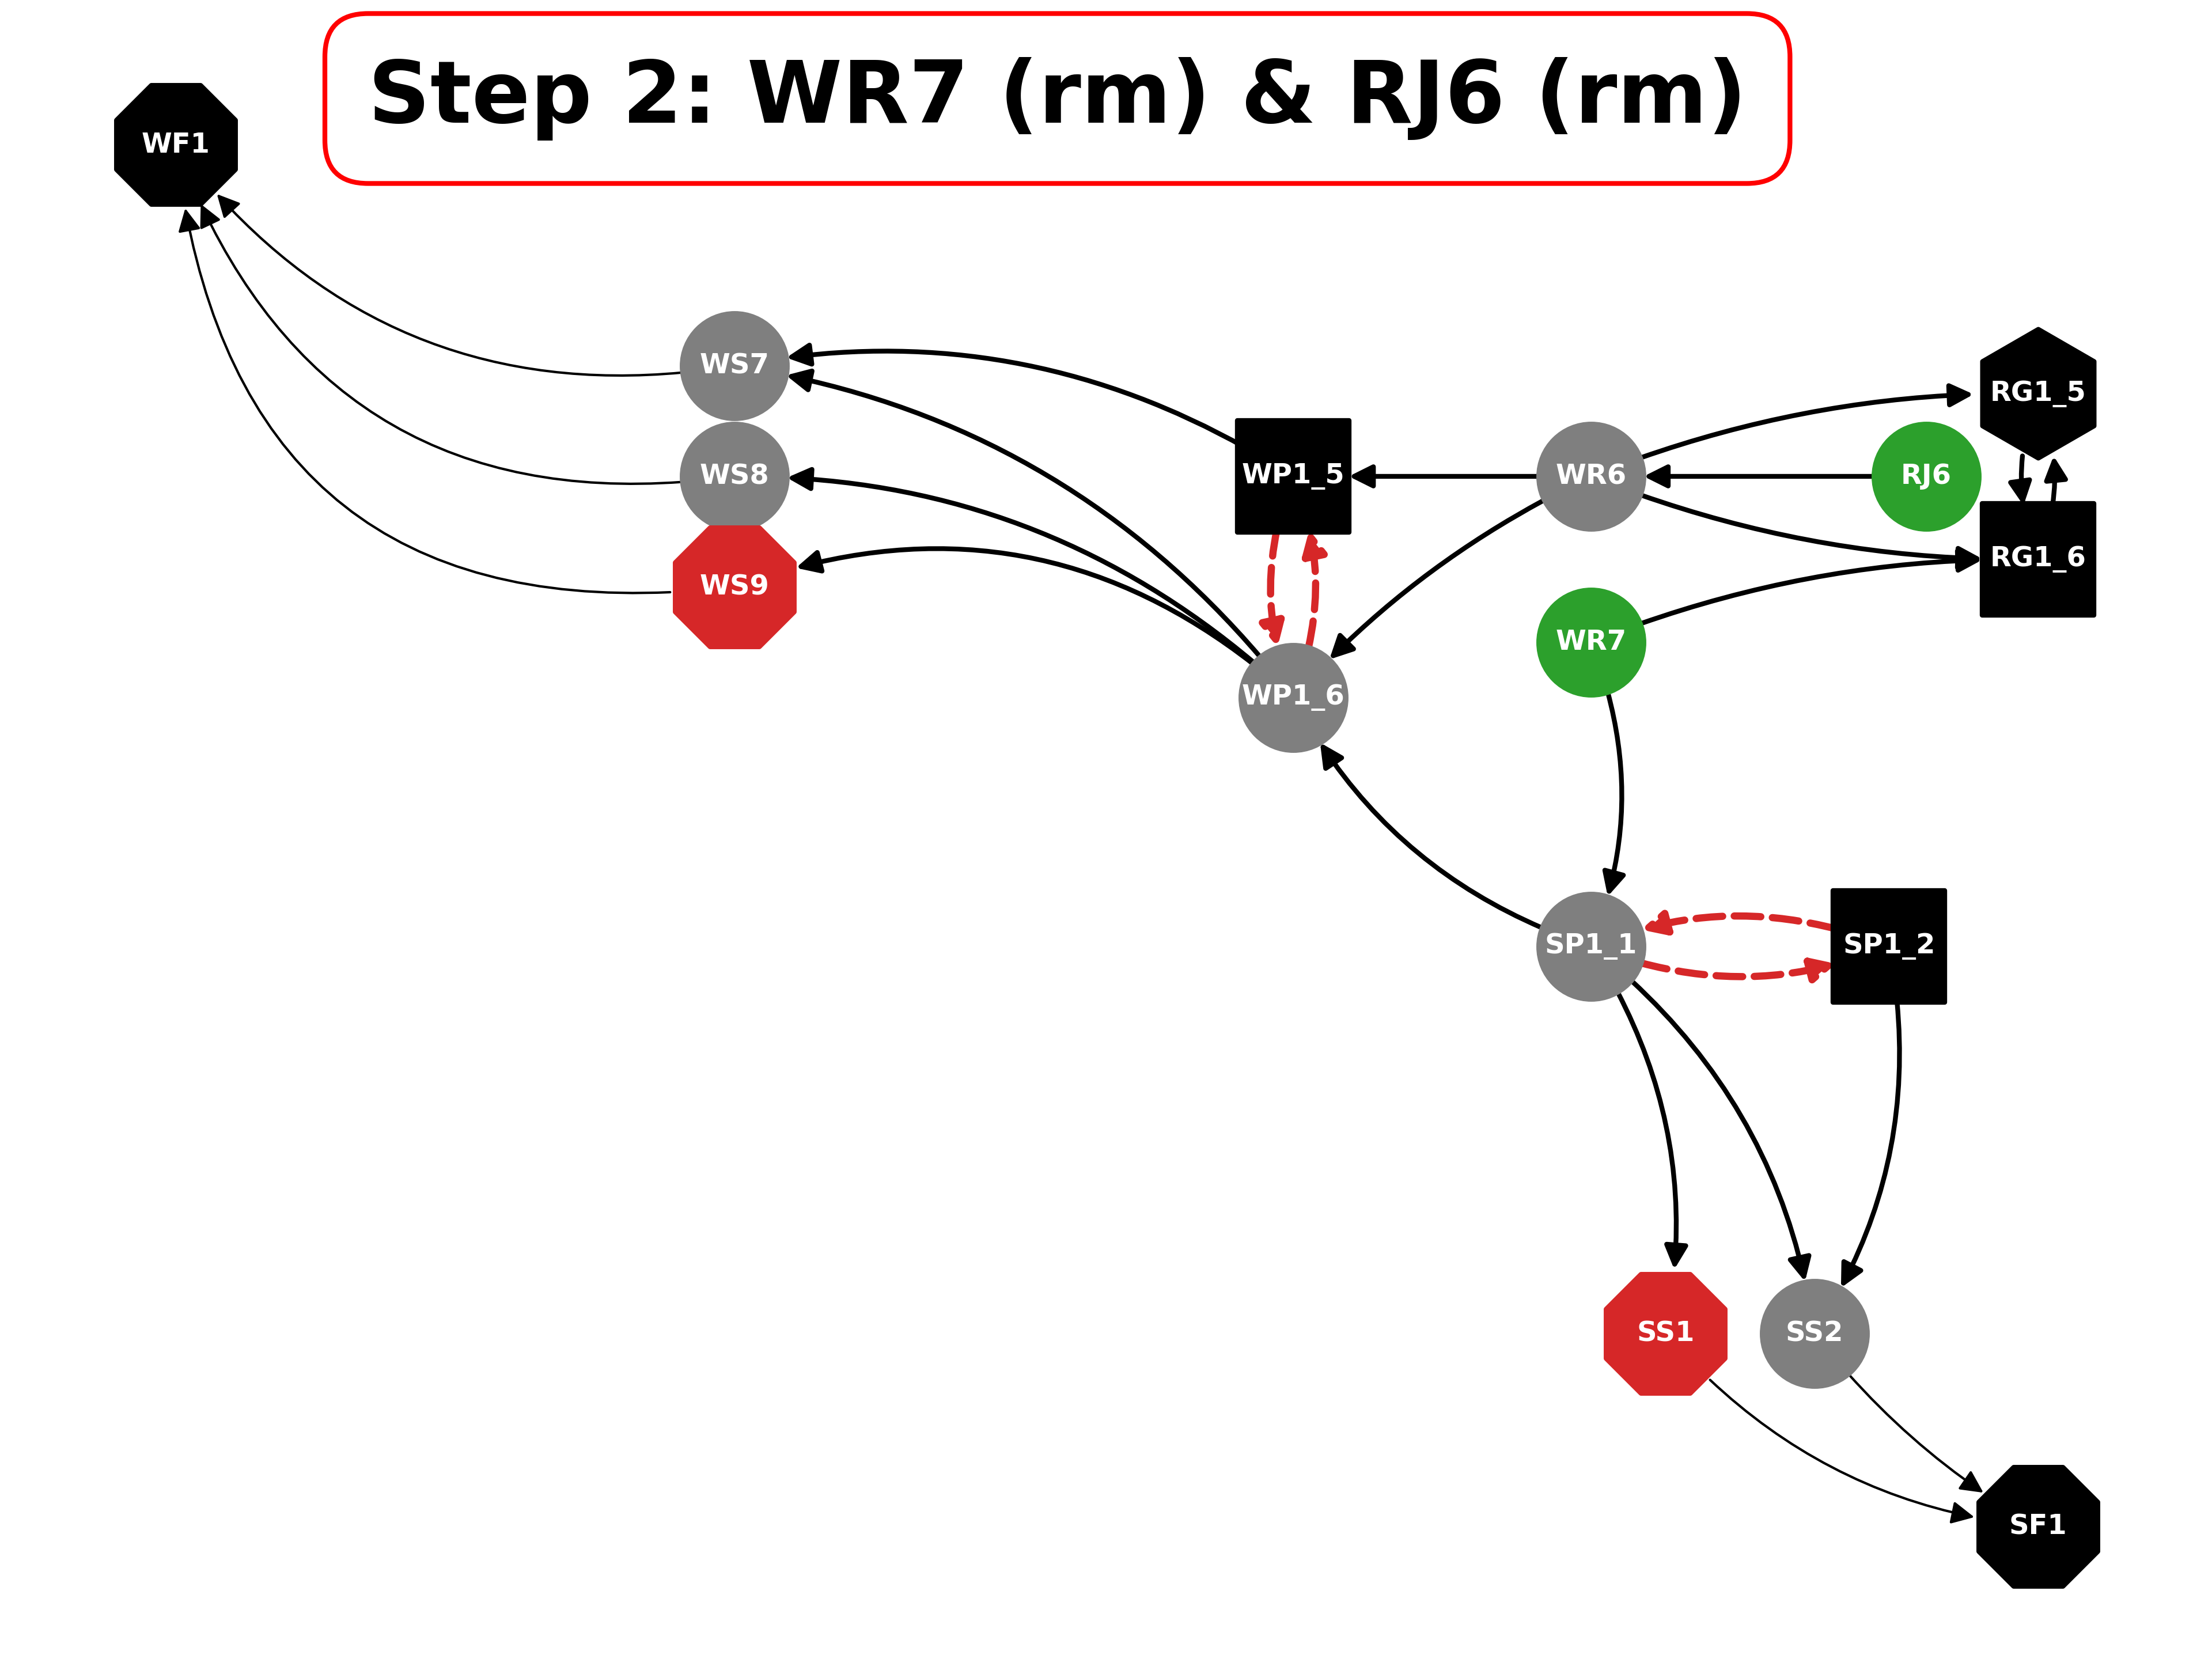 Step 2: WR7 (rm) & RJ6 (rm)
WF1
WS7
RG1_5
WS8
WP1_5
WR6
RJ6
RG1_6
WS9
WR7
WP1_6
SP1_1
SP1_2
SS1
SS2
SF1